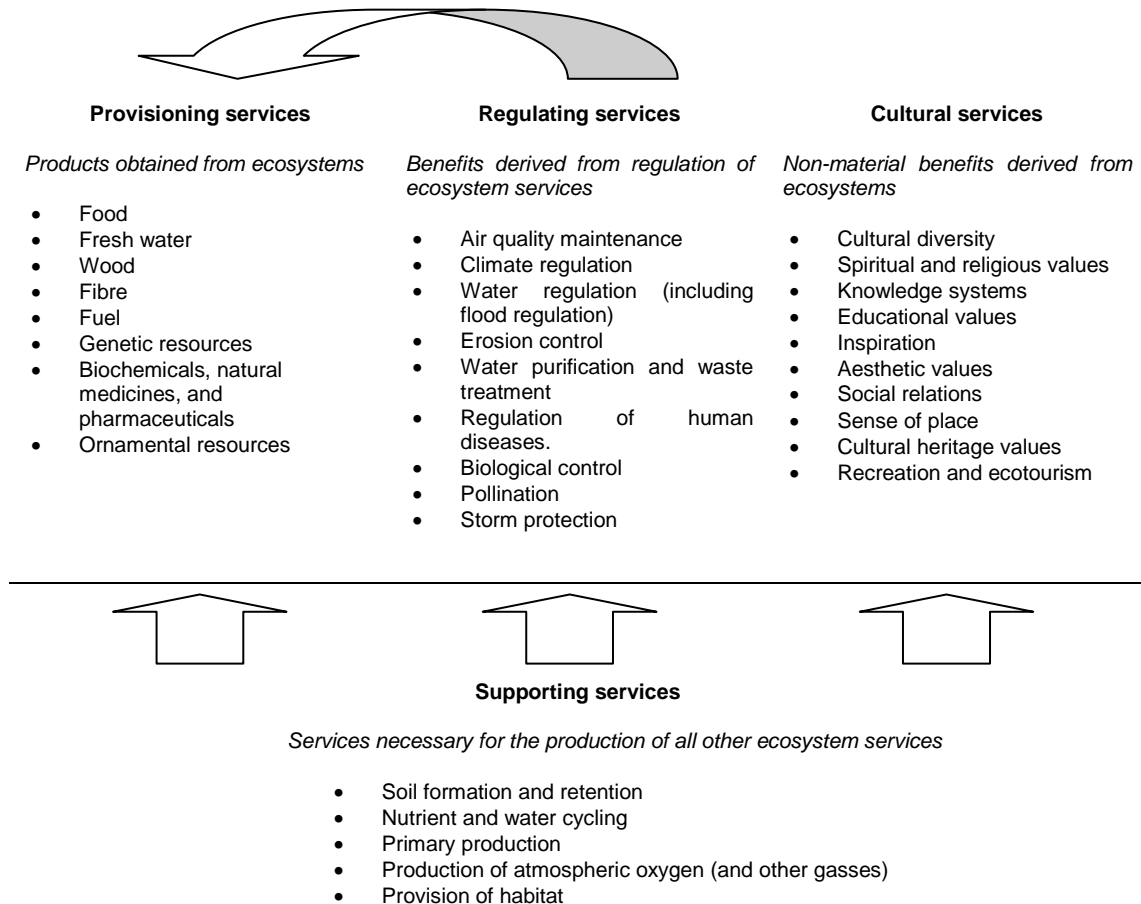 Provisioning services
Products obtained from ecosystems
• Food
• Fresh water
• Wood
• Fibre
• Fuel
• Genetic resources
• Biochemicals, natural
medicines, and
pharmaceuticals
• Ornamental resources
Regulating services
Benefits derived from regulation of
ecosystem services
• Air quality maintenance
• Climate regulation
• Water regulation (including
flood regulation)
• Erosion control
• Water purification and waste
treatment
• Regulation of human
diseases.
• Biological control
• Pollination
• Storm protection
Cultural services
Non-material benefits derived from
ecosystems
• Cultural diversity
• Spiritual and religious values
• Knowledge systems
• Educational values
• Inspiration
• Aesthetic values
• Social relations
• Sense of place
• Cultural heritage values
• Recreation and ecotourism
Supporting services
Services necessary for the production of all other ecosystem services
• Soil formation and retention
• Nutrient and water cycling
• Primary production
• Production of atmospheric oxygen (and other gasses)
• Provision of habitat